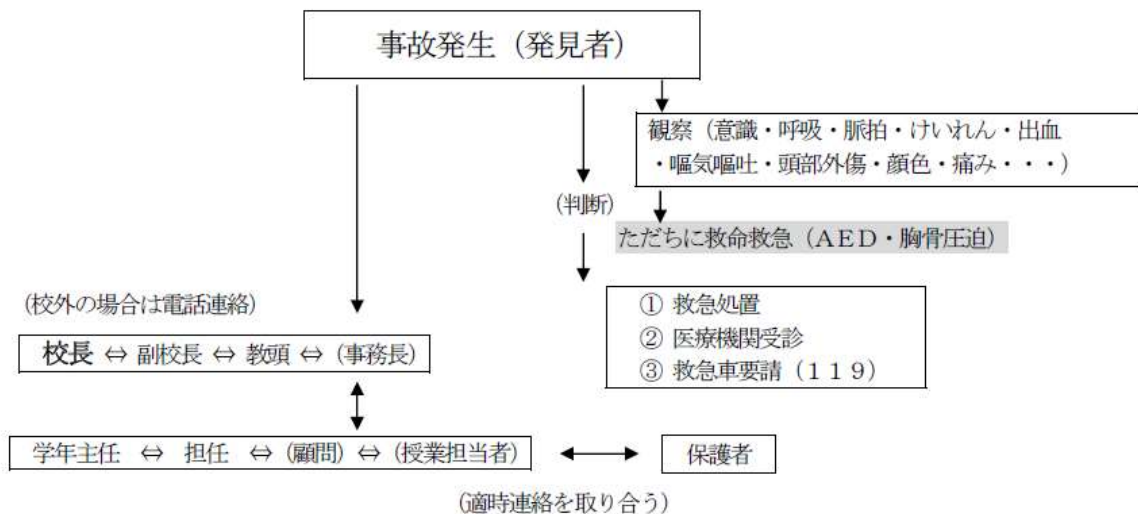 事故発生（発見者）
観察（意識・呼吸・脈拍・けいれん・出血
・嘔気嘔吐・頭部外傷・顔色・痛み・・・）
(判断)
ただちに救命救急（ＡＥＤ・胸骨圧迫）
① 救急処置
② 医療機関受診
③ 救急車要請（１１９）
(校外の場合は電話連絡)
校長 ⇔ 副校長 ⇔ 教頭 ⇔ (事務長)
学年主任 ⇔ 担任 ⇔ (顧問) ⇔ (授業担当者)
保護者
(適時連絡を取り合う)